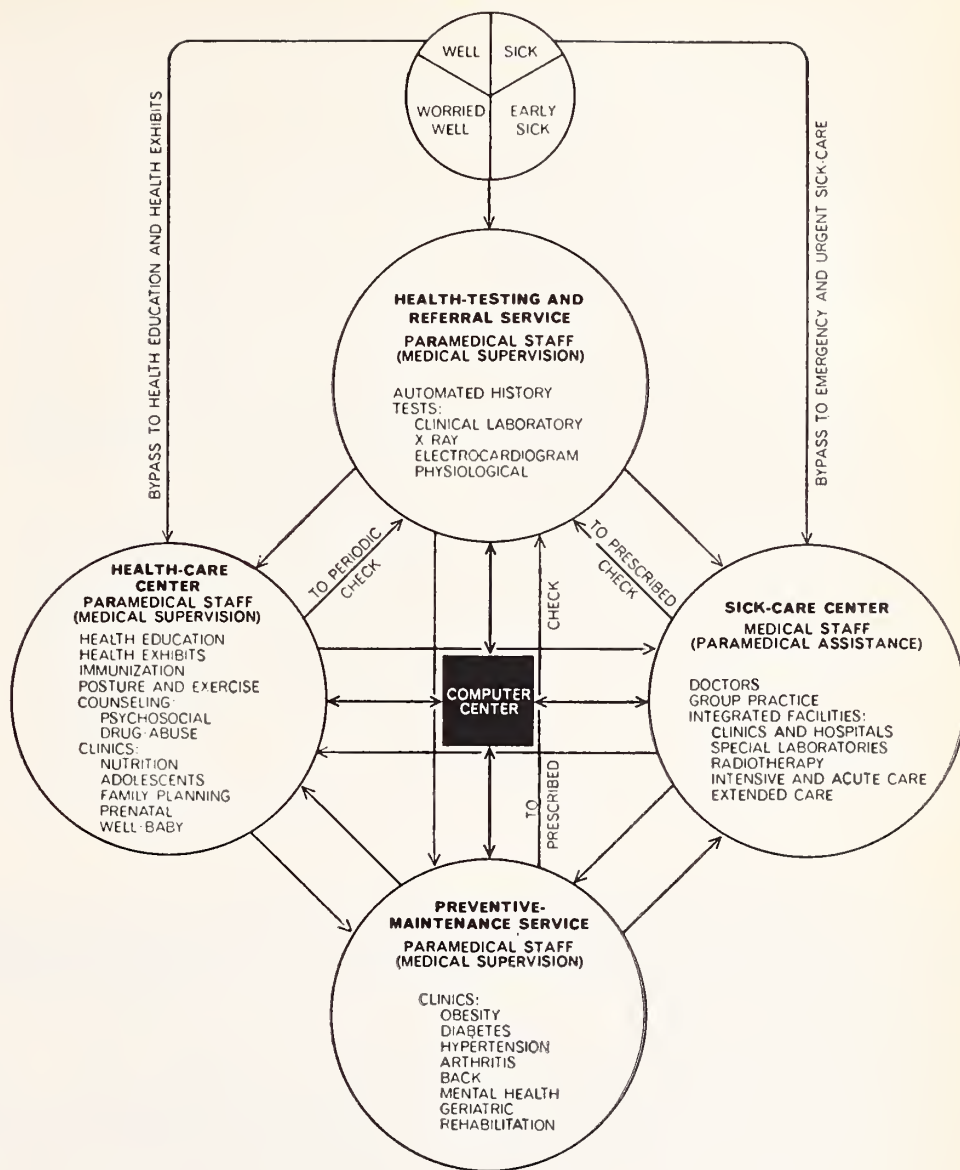 WELL
SICK
WORRIED
WELL
EARLY
SICK
BYPASS TO HEALTH EDUCATION AND HEALTH EXHIBITS
BYPASS TO EMERGENCY AND URGENT SICK-CARE
HEALTH-TESTING AND
REFERRAL SERVICE
PARAMEDICAL STAFF
(MEDICAL SUPERVISION)
AUTOMATED HISTORY
TESTS:
CLINICAL LABORATORY
X RAY
ELECTROCARDIOGRAM
PHYSIOLOGICAL
TO PERIODIC
CHECK
TO PRESCRIBED
CHECK
HEALTH-CARE
CENTER
PARAMEDICAL STAFF
(MEDICAL SUPERVISION)
HEALTH EDUCATION
HEALTH EXHIBITS
IMMUNIZATION
POSTURE AND EXERCISE
COUNSELING:
PSYCHOSOCIAL
DRUG-ABUSE
CLINICS:
NUTRITION
ADOLESCENTS
FAMILY PLANNING
PRENATAL
WELL-BABY
COMPUTER
CENTER
TO
PRESCRIBED
CHECK
SICK-CARE CENTER
MEDICAL STAFF
(PARAMEDICAL ASSISTANCE)
DOCTORS
GROUP PRACTICE
INTEGRATED FACILITIES:
CLINICS AND HOSPITALS
SPECIAL LABORATORIES
RADIOTHERAPY
INTENSIVE AND ACUTE CARE
EXTENDED CARE
PREVENTIVE-
MAINTENANCE SERVICE
PARAMEDICAL STAFF
(MEDICAL SUPERVISION)
CLINICS:
OBESITY
DIABETES
HYPERTENSION
ARTHRITIS
BACK
MENTAL HEALTH
GERIATRIC
REHABILITATION